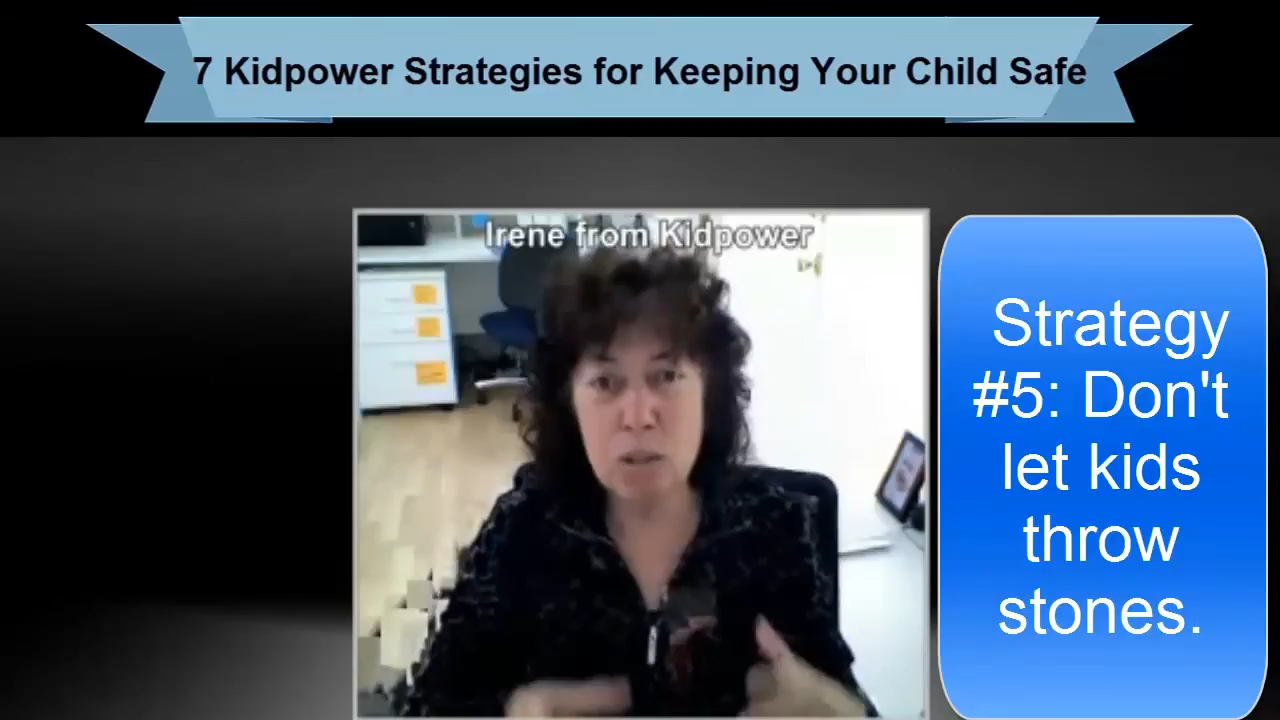 7 Kidpower Strategies for Keeping Your Child Safe
Irene from Kidpower
Strategy
#5: Don't
let kids
throw
stones.